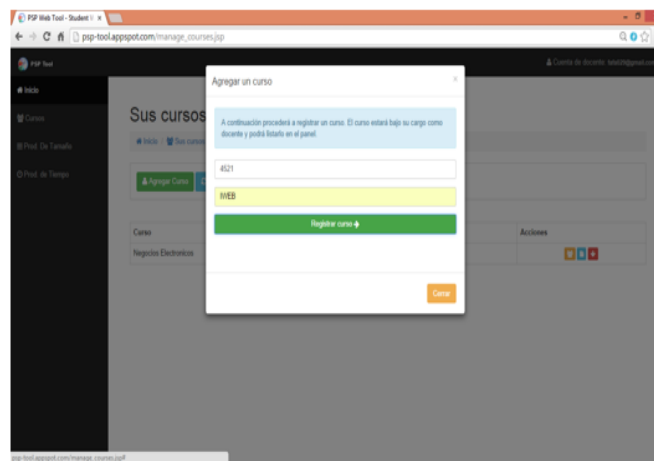 PSP Web Tool - Student
psp-tool.appspot.com/manage_courses.jsp
PSP Tool
Cuenta de docente:
Inicio
Cursos
Prod. De Tamaño
Prod. de Tiempo
Sus cursos
Inicio / Sus cursos
Agregar Curso
Curso
Acciones
Negocios Electronicos
Agregar un curso
x
A continuación procederá a registrar un curso. El curso estará bajo su cargo como
docente y podrá listarlo en el panel.
4521
IWEB
Registrar curso
Cerrar
psp-tool.appspot.com/manage_courses.jsp#